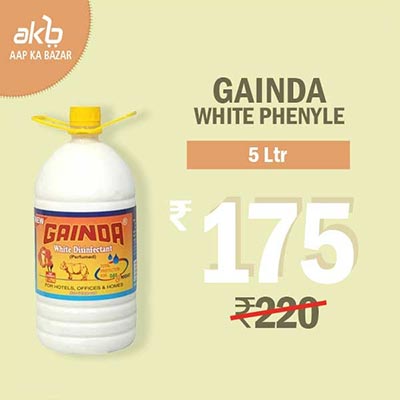 akb
AAP KA BAZAR
GAINDA
WHITE PHENYLE
5 Ltr
₹ 175
₹220
NEW
GAINDA
White Disinfectant
(Perfumed)
FOR HOTELS, OFFICES & HOMES